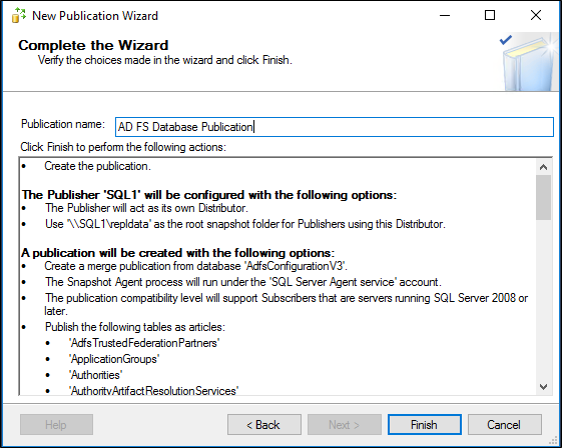 New Publication Wizard
Complete the Wizard
Verify the choices made in the wizard and click Finish.
Publication name: AD FS Database Publication
Click Finish to perform the following actions:
• Create the publication.
The Publisher 'SQL1' will be configured with the following options:
• The Publisher will act as its own Distributor.
• Use '\\SQL1\repldata' as the root snapshot folder for Publishers using this Distributor.
A publication will be created with the following options:
• Create a merge publication from database 'AdfsConfigurationV3'.
• The Snapshot Agent process will run under the 'SQL Server Agent service' account.
• The publication compatibility level will support Subscribers that are servers running SQL Server 2008 or
later.
• Publish the following tables as articles:
• 'AdfsTrustedFederationPartners'
• 'ApplicationGroups'
• 'Authorities'
• 'AuthorityArtifactResolutionServices'
Help < Back Next > Finish Cancel